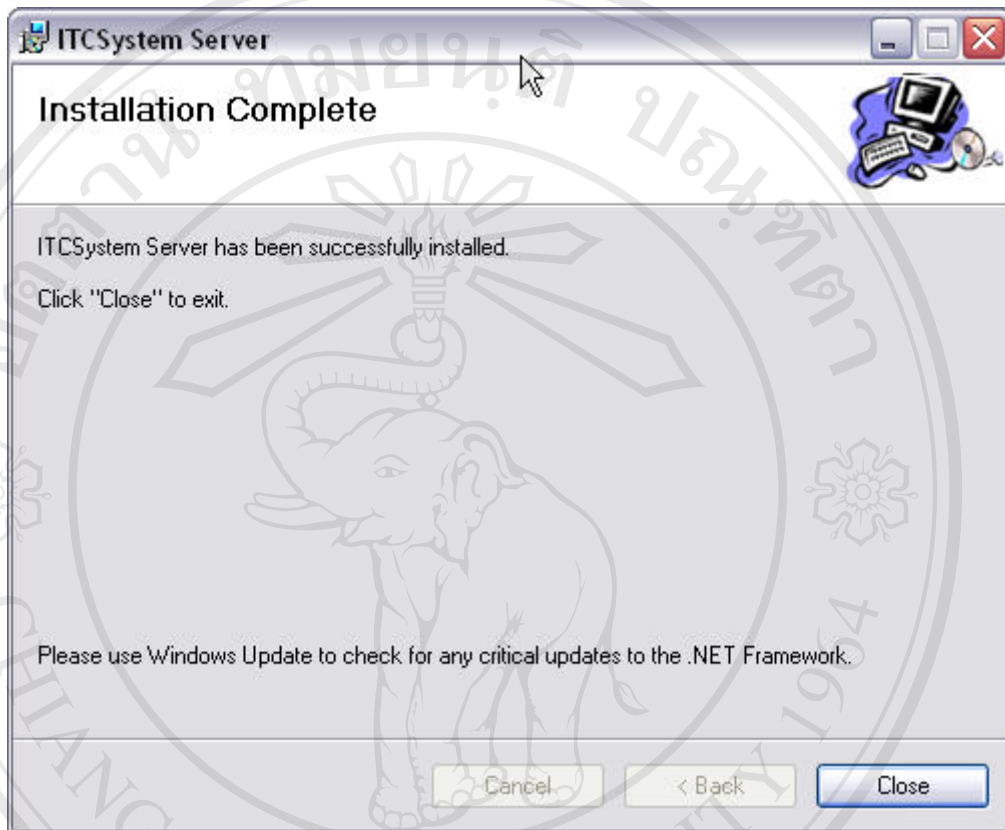 ITCSystem Server
Installation Complete
ITCSystem Server has been successfully installed.
Click "Close" to exit.
Please use Windows Update to check for any critical updates to the .NET Framework.
Cancel
< Back
Close
1964